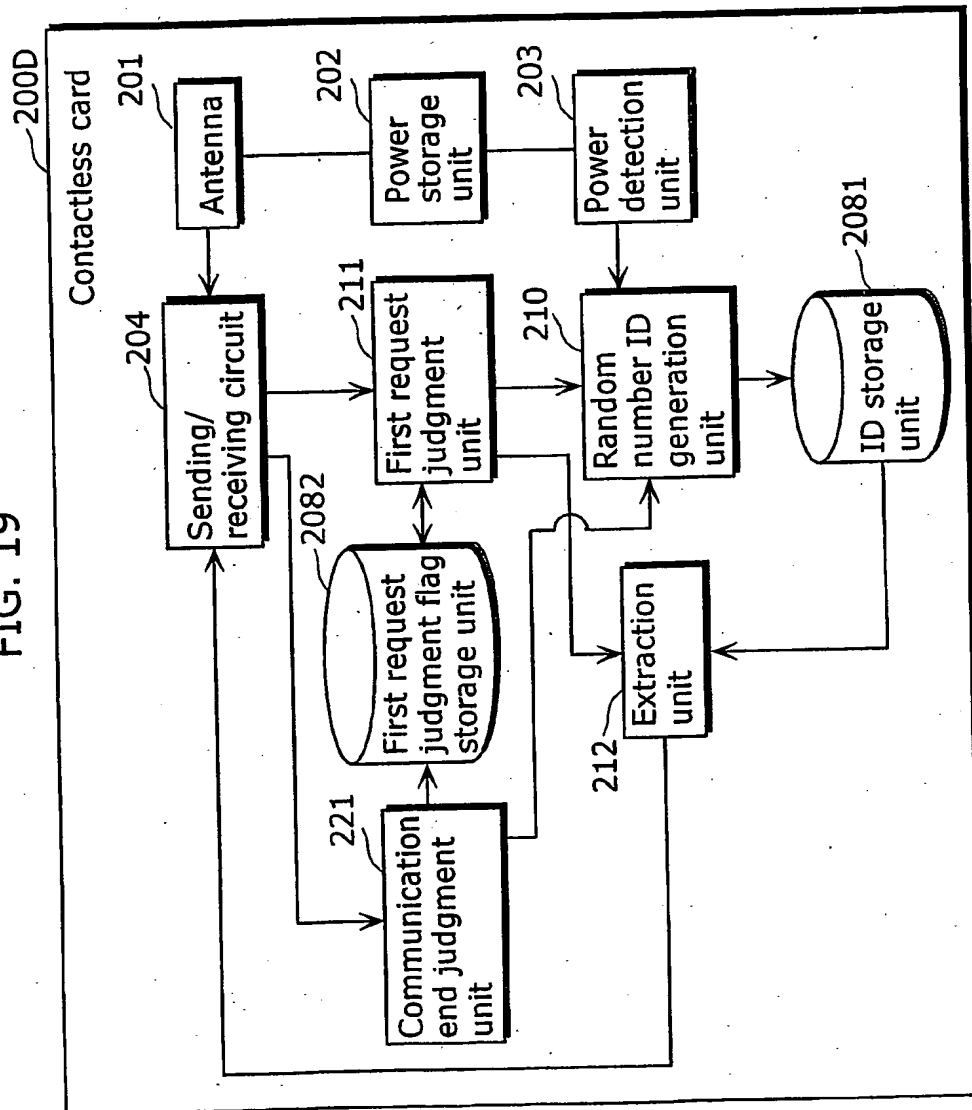 FIG. 19
200D
Contactless card
201
Antenna
202
Power
storage
unit
203
Power
detection
unit
204
Sending/
receiving circuit
211
First request
judgment
unit
210
Random
number ID
generation
unit
2081
ID storage
unit
2082
First request
judgment flag
storage unit
212
Extraction
unit
221
Communication
end judgment
unit